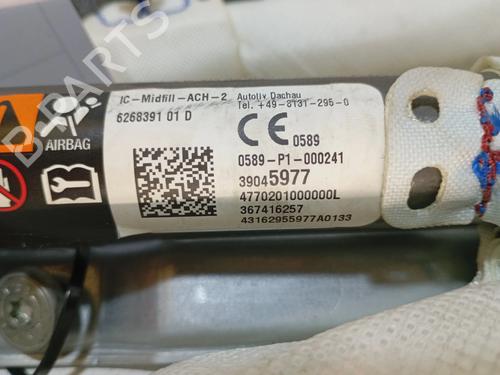 IC-Midfill-ACH-2 Autoliv Dachau
Tel. +49-8131-295-0
6268391 01 D
CE 0589
AIRBAG
0589-P1-000241
39045977
4770201000000L
367416257
43162955977A0133
B-PARTS